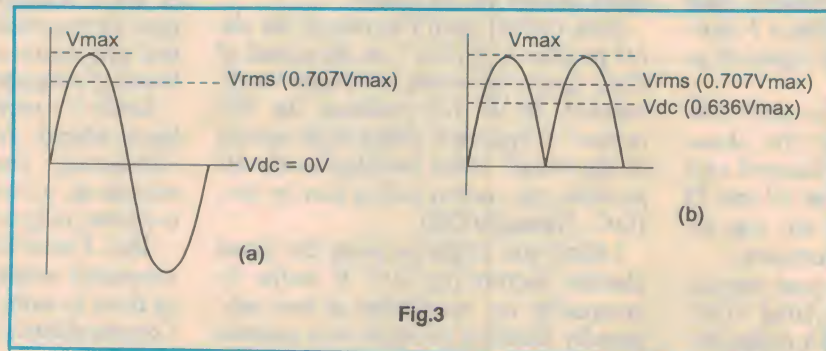 Vmax
Vrms (0.707Vmax)
Vdc = 0V
(a)
Vmax
Vrms (0.707Vmax)
Vdc (0.636Vmax)
(b)
Fig.3